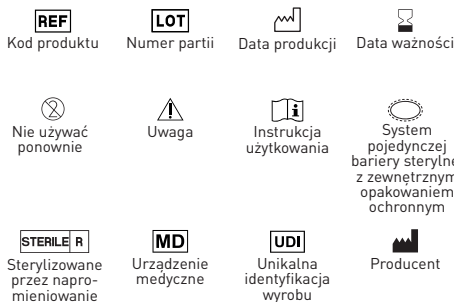 REF LOT
Kod produktu Numer partii Data produkcji Data ważności
2
Nie używać
ponownie
Uwaga
Instrukcja
użytkowania
System
pojedynczej
bariery
z zewnętrznym
opakowaniem
ochronnym
STERILE R MD UDI
Sterylizowane
przez napro-
mieniowanie
Urządzenie
medyczne
Unikalna
identyfikacja
wyrobu
Producent